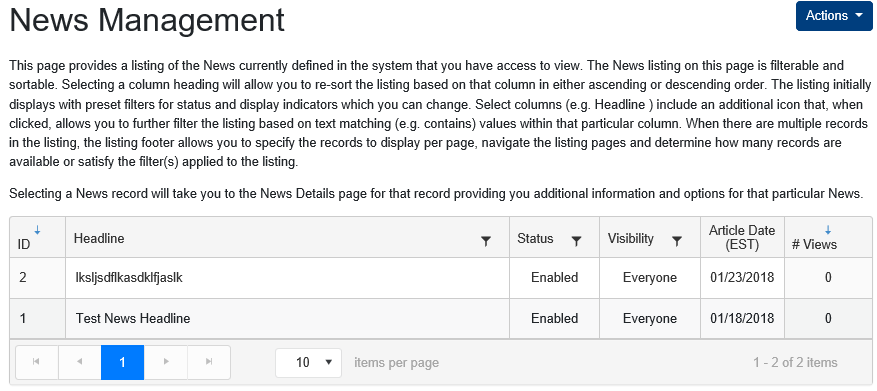 News Management
Actions
This page provides a listing of the News currently defined in the system that you have access to view. The News listing on this page is filterable and
sortable. Selecting a column heading will allow you to re-sort the listing based on that column in either ascending or descending order. The listing initially
displays with preset filters for status and display indicators which you can change. Select columns (e.g. Headline ) include an additional icon that, when
clicked, allows you to further filter the listing based on text matching (e.g. contains) values within that particular column. When there are multiple records
in the listing, the listing footer allows you to specify the records to display per page, navigate the listing pages and determine how many records are
available or satisfy the filter(s) applied to the listing.
Selecting a News record will take you to the News Details page for that record providing you additional information and options for that particular News.
ID Headline Status Visibility Article Date (EST) # Views
2 lksljsdflkasdklfjaslk Enabled Everyone 01/23/2018 0
1 Test News Headline Enabled Everyone 01/18/2018 0
1 10 items per page 1 - 2 of 2 items